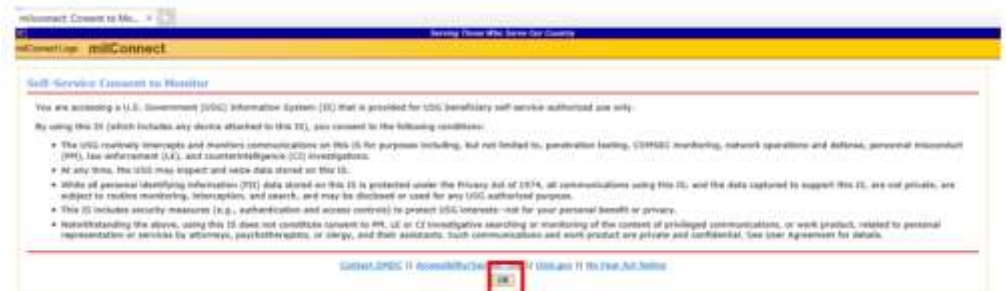 milConnect: Consent to Mo... ×
Serving Those Who Serve Our Country
milConnect Logo milConnect
Self-Service Consent to Monitor
You are accessing a U.S. Government (USG) Information System (IS) that is provided for USG beneficiary self service authorized use only.
By using this IS (which includes any device attached to this IS), you consent to the following conditions:
• The USG routinely intercepts and monitors communications on this IS for purposes including, but not limited to, penetration testing, COMSEC monitoring, network operations and defense, personnel misconduct
(PM), law enforcement (LE), and counterintelligence (CI) investigations.
• At any time, the USG may inspect and seize data stored on this IS.
• While all personal identifying information (PII) data stored on this IS is protected under the Privacy Act of 1974, all communications using this IS, and the data captured to support this IS, are not private, are
subject to routine monitoring, interception, and search, and may be disclosed or used for any USG authorized purpose.
• This IS includes security measures (e.g., authentication and access controls) to protect USG interests--not for your personal benefit or privacy.
• Notwithstanding the above, using this IS does not constitute consent to PM, LE or CI investigative searching or monitoring of the content of privileged communications, or work product, related to personal
representation or services by attorneys, psychotherapists, or clergy, and their assistants. Such communications and work product are private and confidential. See User Agreement for details.
Contact DMDC || Accessibility/Section || USA.gov || No Fear Act Notice
OK